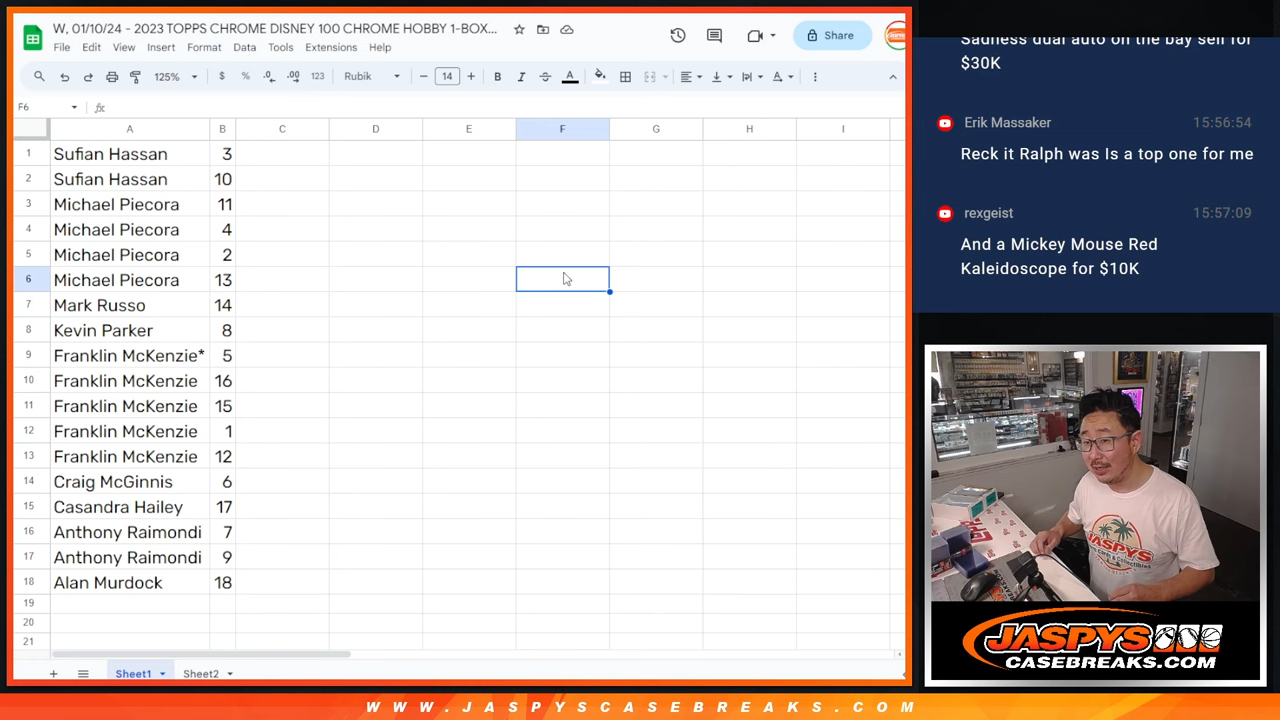 W, 01/10/24 - 2023 TOPPS CHROME DISNEY 100 CHROME HOBBY 1-BOX...
File Edit View Insert Format Data Tools Extensions Help
Share
125% $ % .0 .00 123 Rubik - 14 + B I A
F6 fx
A B C D E F G H I
1 Sufian Hassan 3
2 Sufian Hassan 10
3 Michael Piecora 11
4 Michael Piecora 4
5 Michael Piecora 2
6 Michael Piecora 13
7 Mark Russo 14
8 Kevin Parker 8
9 Franklin McKenzie* 5
10 Franklin McKenzie 16
11 Franklin McKenzie 15
12 Franklin McKenzie 1
13 Franklin McKenzie 12
14 Craig McGinnis 6
15 Casandra Hailey 17
16 Anthony Raimondi 7
17 Anthony Raimondi 9
18 Alan Murdock 18
19
20
21
+ Sheet1 Sheet2
Sadness dual auto on the bay sell for
$30K
Erik Massaker 15:56:54
Reck it Ralph was Is a top one for me
rexgeist 15:57:09
And a Mickey Mouse Red
Kaleidoscope for $10K
JASPYS
JASPYS
CASEBREAKS.COM
WWW.JASPYSCASEBREAKS.COM